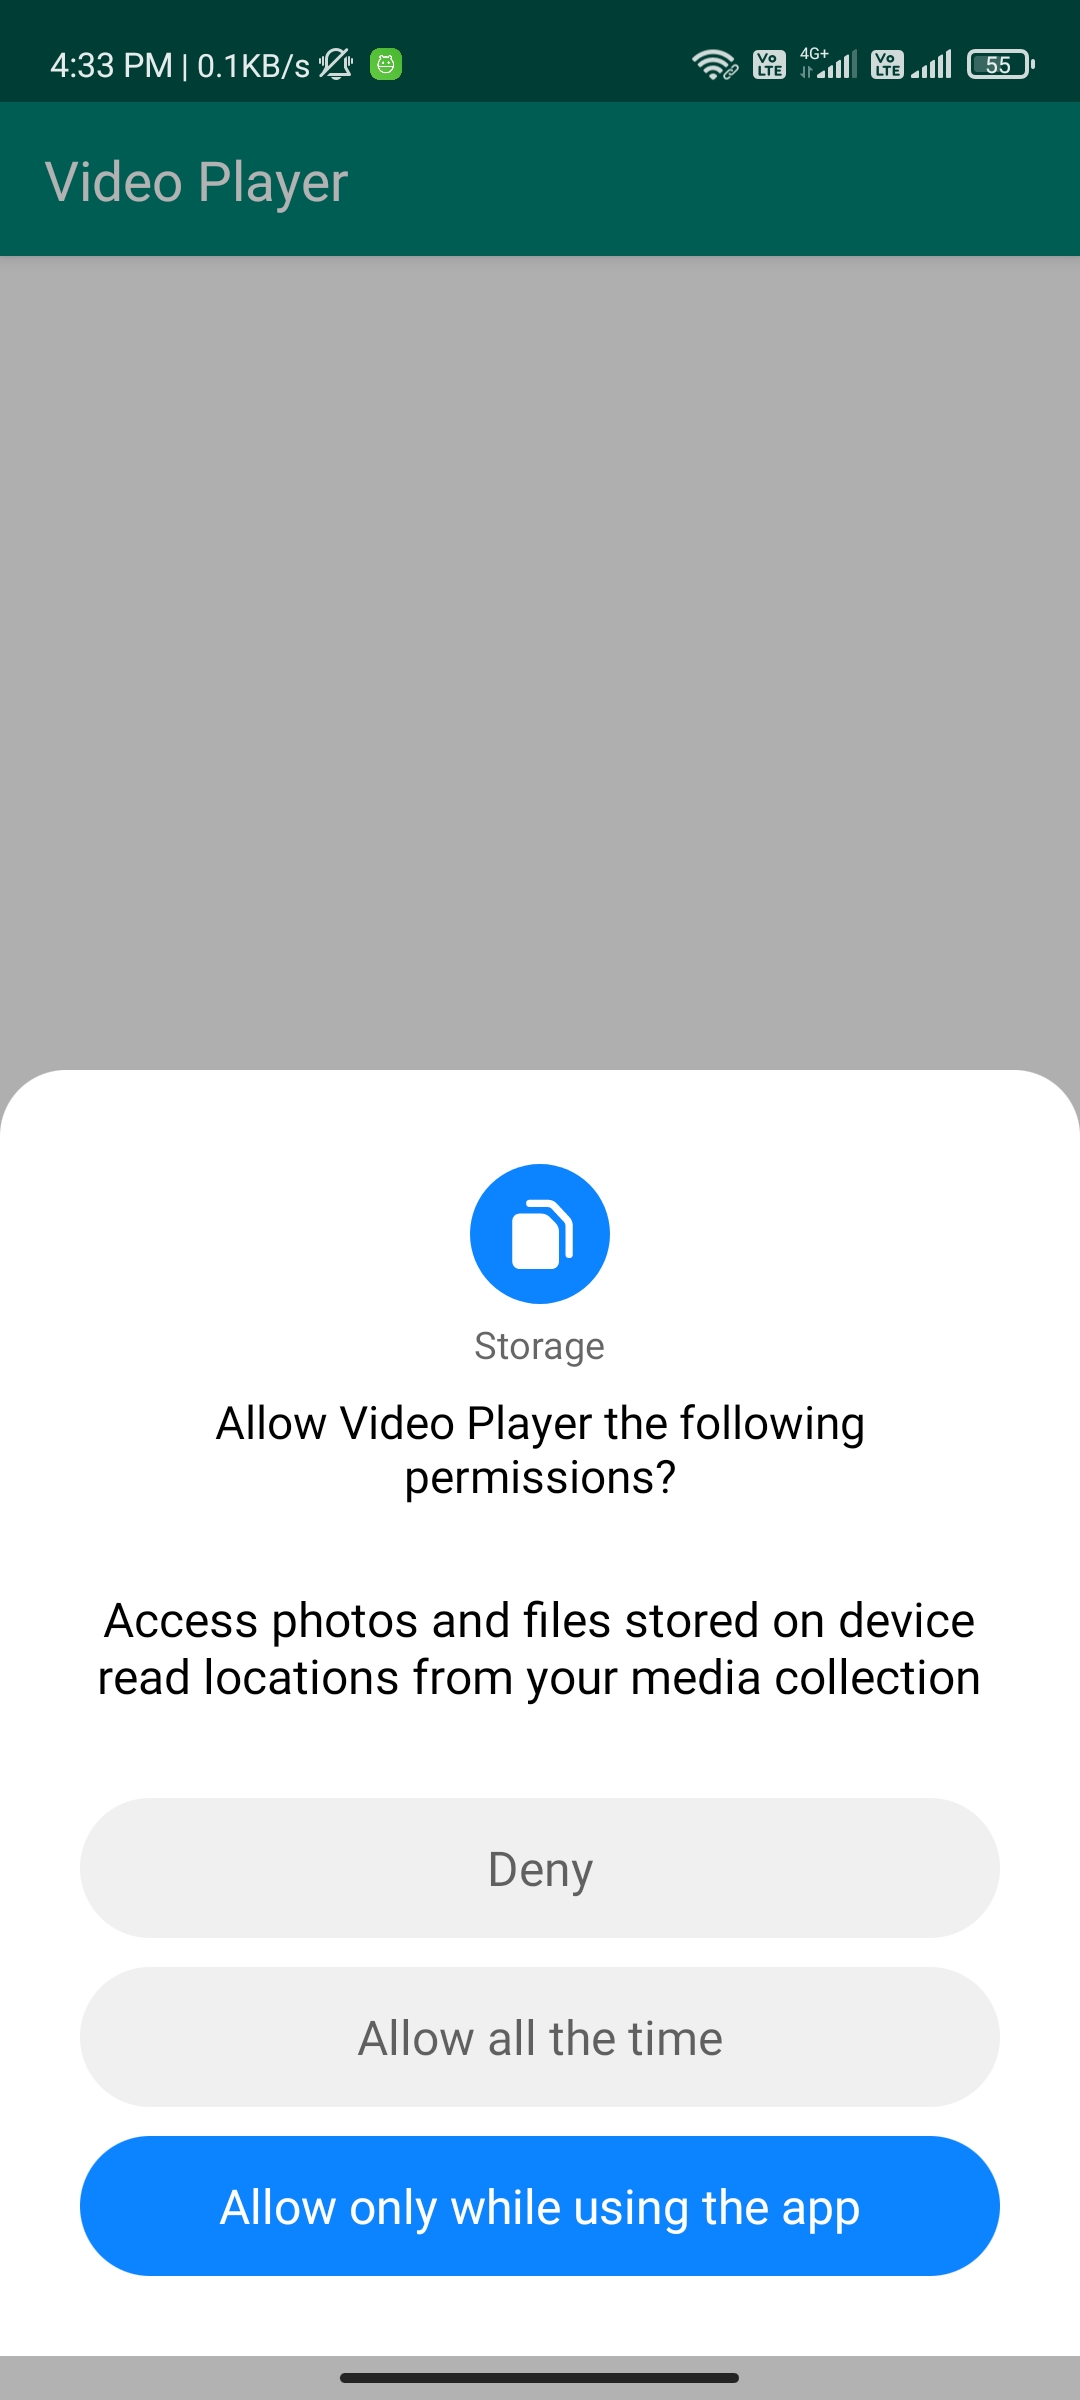 4:33 PM | 0.1KB/s
Vo LTE 4G+ Vo LTE 55
Video Player
Storage
Allow Video Player the following
permissions?
Access photos and files stored on device
read locations from your media collection
Deny
Allow all the time
Allow only while using the app